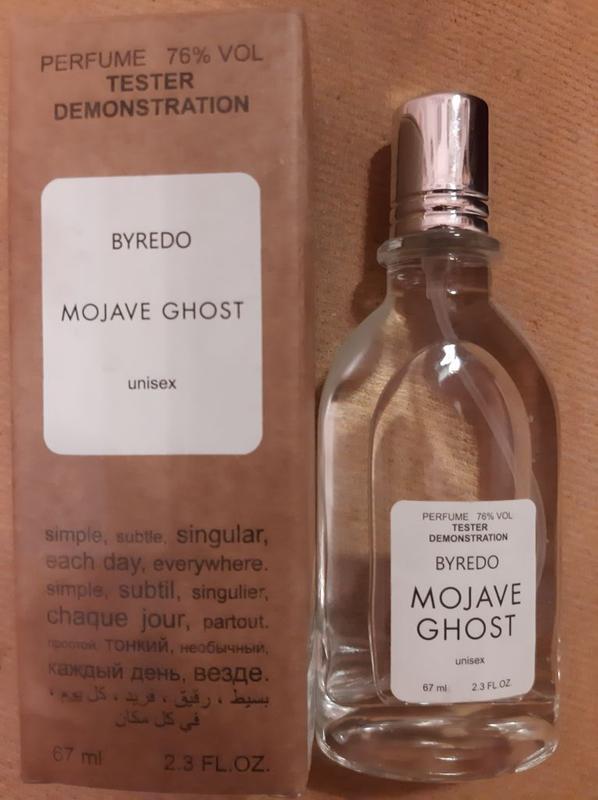 PERFUME 76% VOL
TESTER
DEMONSTRATION
BYREDO
MOJAVE GHOST
unisex
simple, subtle, singular,
each day, everywhere.
simple, subtil, singulier,
chaque jour, partout.
простой, тонкий, необычный,
каждый день, везде.
بسيط ، رقيق ، فريد ، كل يوم ،
في كل مكان
67 ml 2.3 FL.OZ.
PERFUME 76% VOL
TESTER
DEMONSTRATION
BYREDO
MOJAVE
GHOST
unisex
67 ml 2.3 FL.OZ.